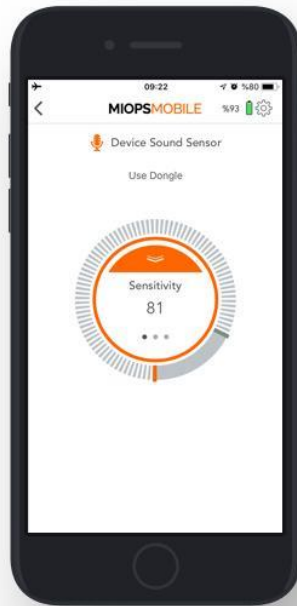 09:22
%80
MIOPSMOBILE
%93
Device Sound Sensor
Use Dongle
Sensitivity
81